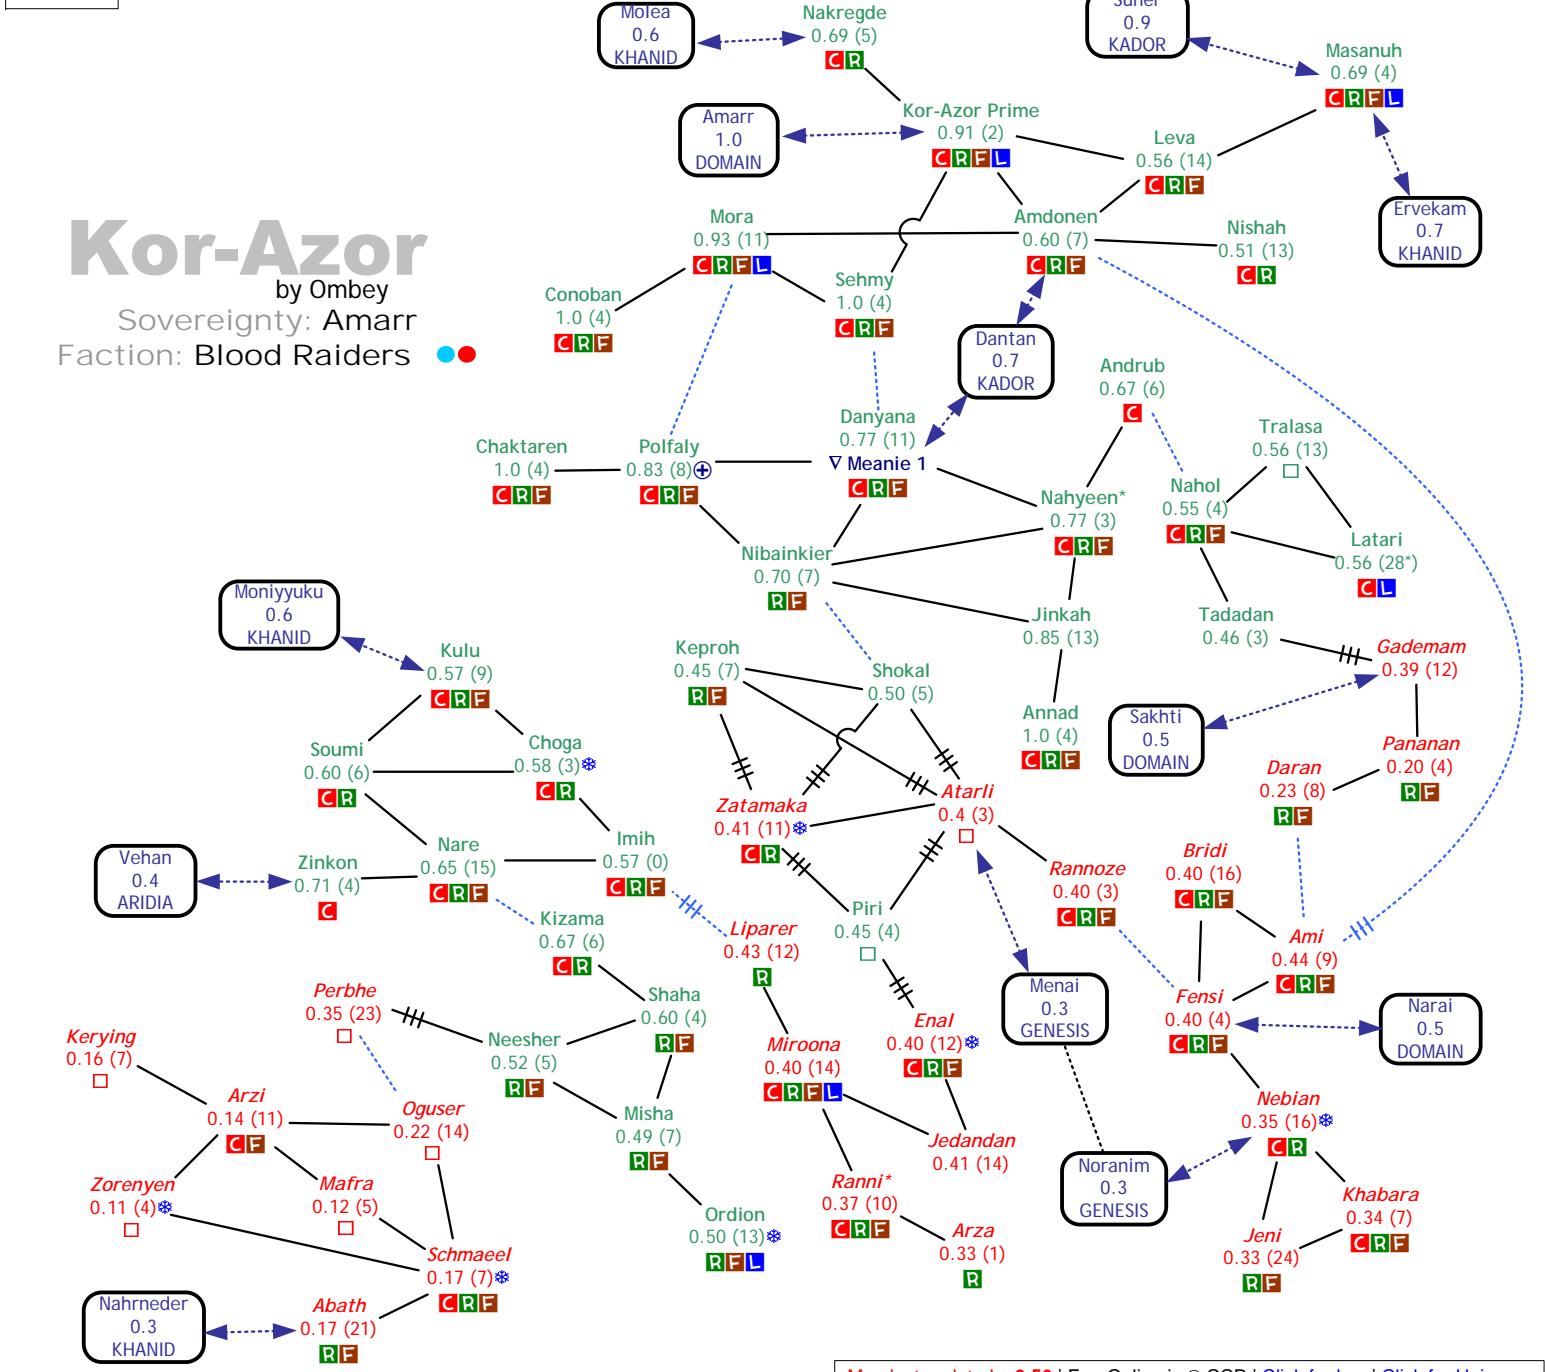 Molea
0.6
KHANID
Nakregde
0.69 (5)
C R
0.9
KADOR
Masanuh
0.69 (4)
C R F L
Amarr
1.0
DOMAIN
Kor-Azor Prime
0.91 (2)
C R F L
Leva
0.56 (14)
C R F
Ervekam
0.7
KHANID
Kor-Azor
by Ombey
Sovereignty: Amarr
Faction: Blood Raiders
Mora
0.93 (11)
C R F L
Amdonen
0.60 (7)
C R F
Nishah
0.51 (13)
C R
Conoban
1.0 (4)
C R F
Sehmy
1.0 (4)
C R F
Dantan
0.7
KADOR
Andrub
0.67 (6)
C
Chaktaren
1.0 (4)
C R F
Polfaly
0.83 (8)
C R F
Danyana
0.77 (11)
∇ Meanie 1
C R F
Tralasa
0.56 (13)
Nahyeen*
0.77 (3)
C R F
Nahol
0.55 (4)
C R F
Latari
0.56 (28*)
C L
Nibainkier
0.70 (7)
R F
Jinkah
0.85 (13)
Tadadan
0.46 (3)
Gademam
0.39 (12)
Moniyyuku
0.6
KHANID
Kulu
0.57 (9)
C R F
Keproh
0.45 (7)
R F
Shokal
0.50 (5)
Annad
1.0 (4)
C R F
Sakhti
0.5
DOMAIN
Pananan
0.20 (4)
R F
Soumi
0.60 (6)
C R
Choga
0.58 (3)
C R
Daran
0.23 (8)
R F
Zatamaka
0.41 (11)
C R
Atarli
0.4 (3)
Vehan
0.4
ARIDIA
Zinkon
0.71 (4)
C
Nare
0.65 (15)
C R F
Imih
0.57 (0)
C R F
Rannoze
0.40 (3)
C R F
Bridi
0.40 (16)
C R F
Kizama
0.67 (6)
C R
Liparer
0.43 (12)
R
Piri
0.45 (4)
Ami
0.44 (9)
C R F
Perbhe
0.35 (23)
Shaha
0.60 (4)
R F
Menai
0.3
GENESIS
Fensi
0.40 (4)
C R F
Narai
0.5
DOMAIN
Kerying
0.16 (7)
Neesher
0.52 (5)
R F
Miroona
0.40 (14)
C R F L
Enal
0.40 (12)
C R F
Arzi
0.14 (11)
C F
Oguser
0.22 (14)
Misha
0.49 (7)
R F
Jedandan
0.41 (14)
Nebian
0.35 (16)
C R
Noranim
0.3
GENESIS
Zorenyen
0.11 (4)
Mafra
0.12 (5)
Ranni*
0.37 (10)
C R F
Khabara
0.34 (7)
C R F
Ordion
0.50 (13)
R F L
Arza
0.33 (1)
R
Jeni
0.33 (24)
R F
Schmaeel
0.17 (7)
C R F
Nahrneder
0.3
KHANID
Abath
0.17 (21)
R F